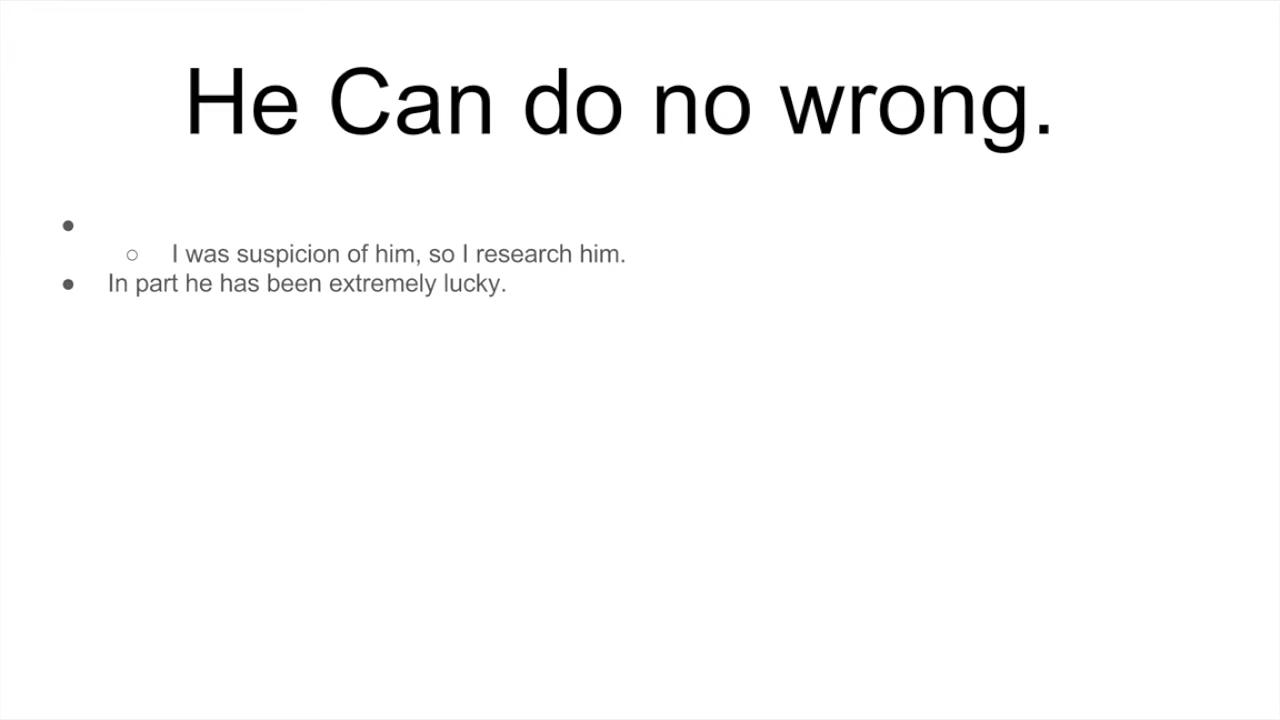 He Can do no wrong.
●
○ I was suspicion of him, so I research him.
● In part he has been extremely lucky.